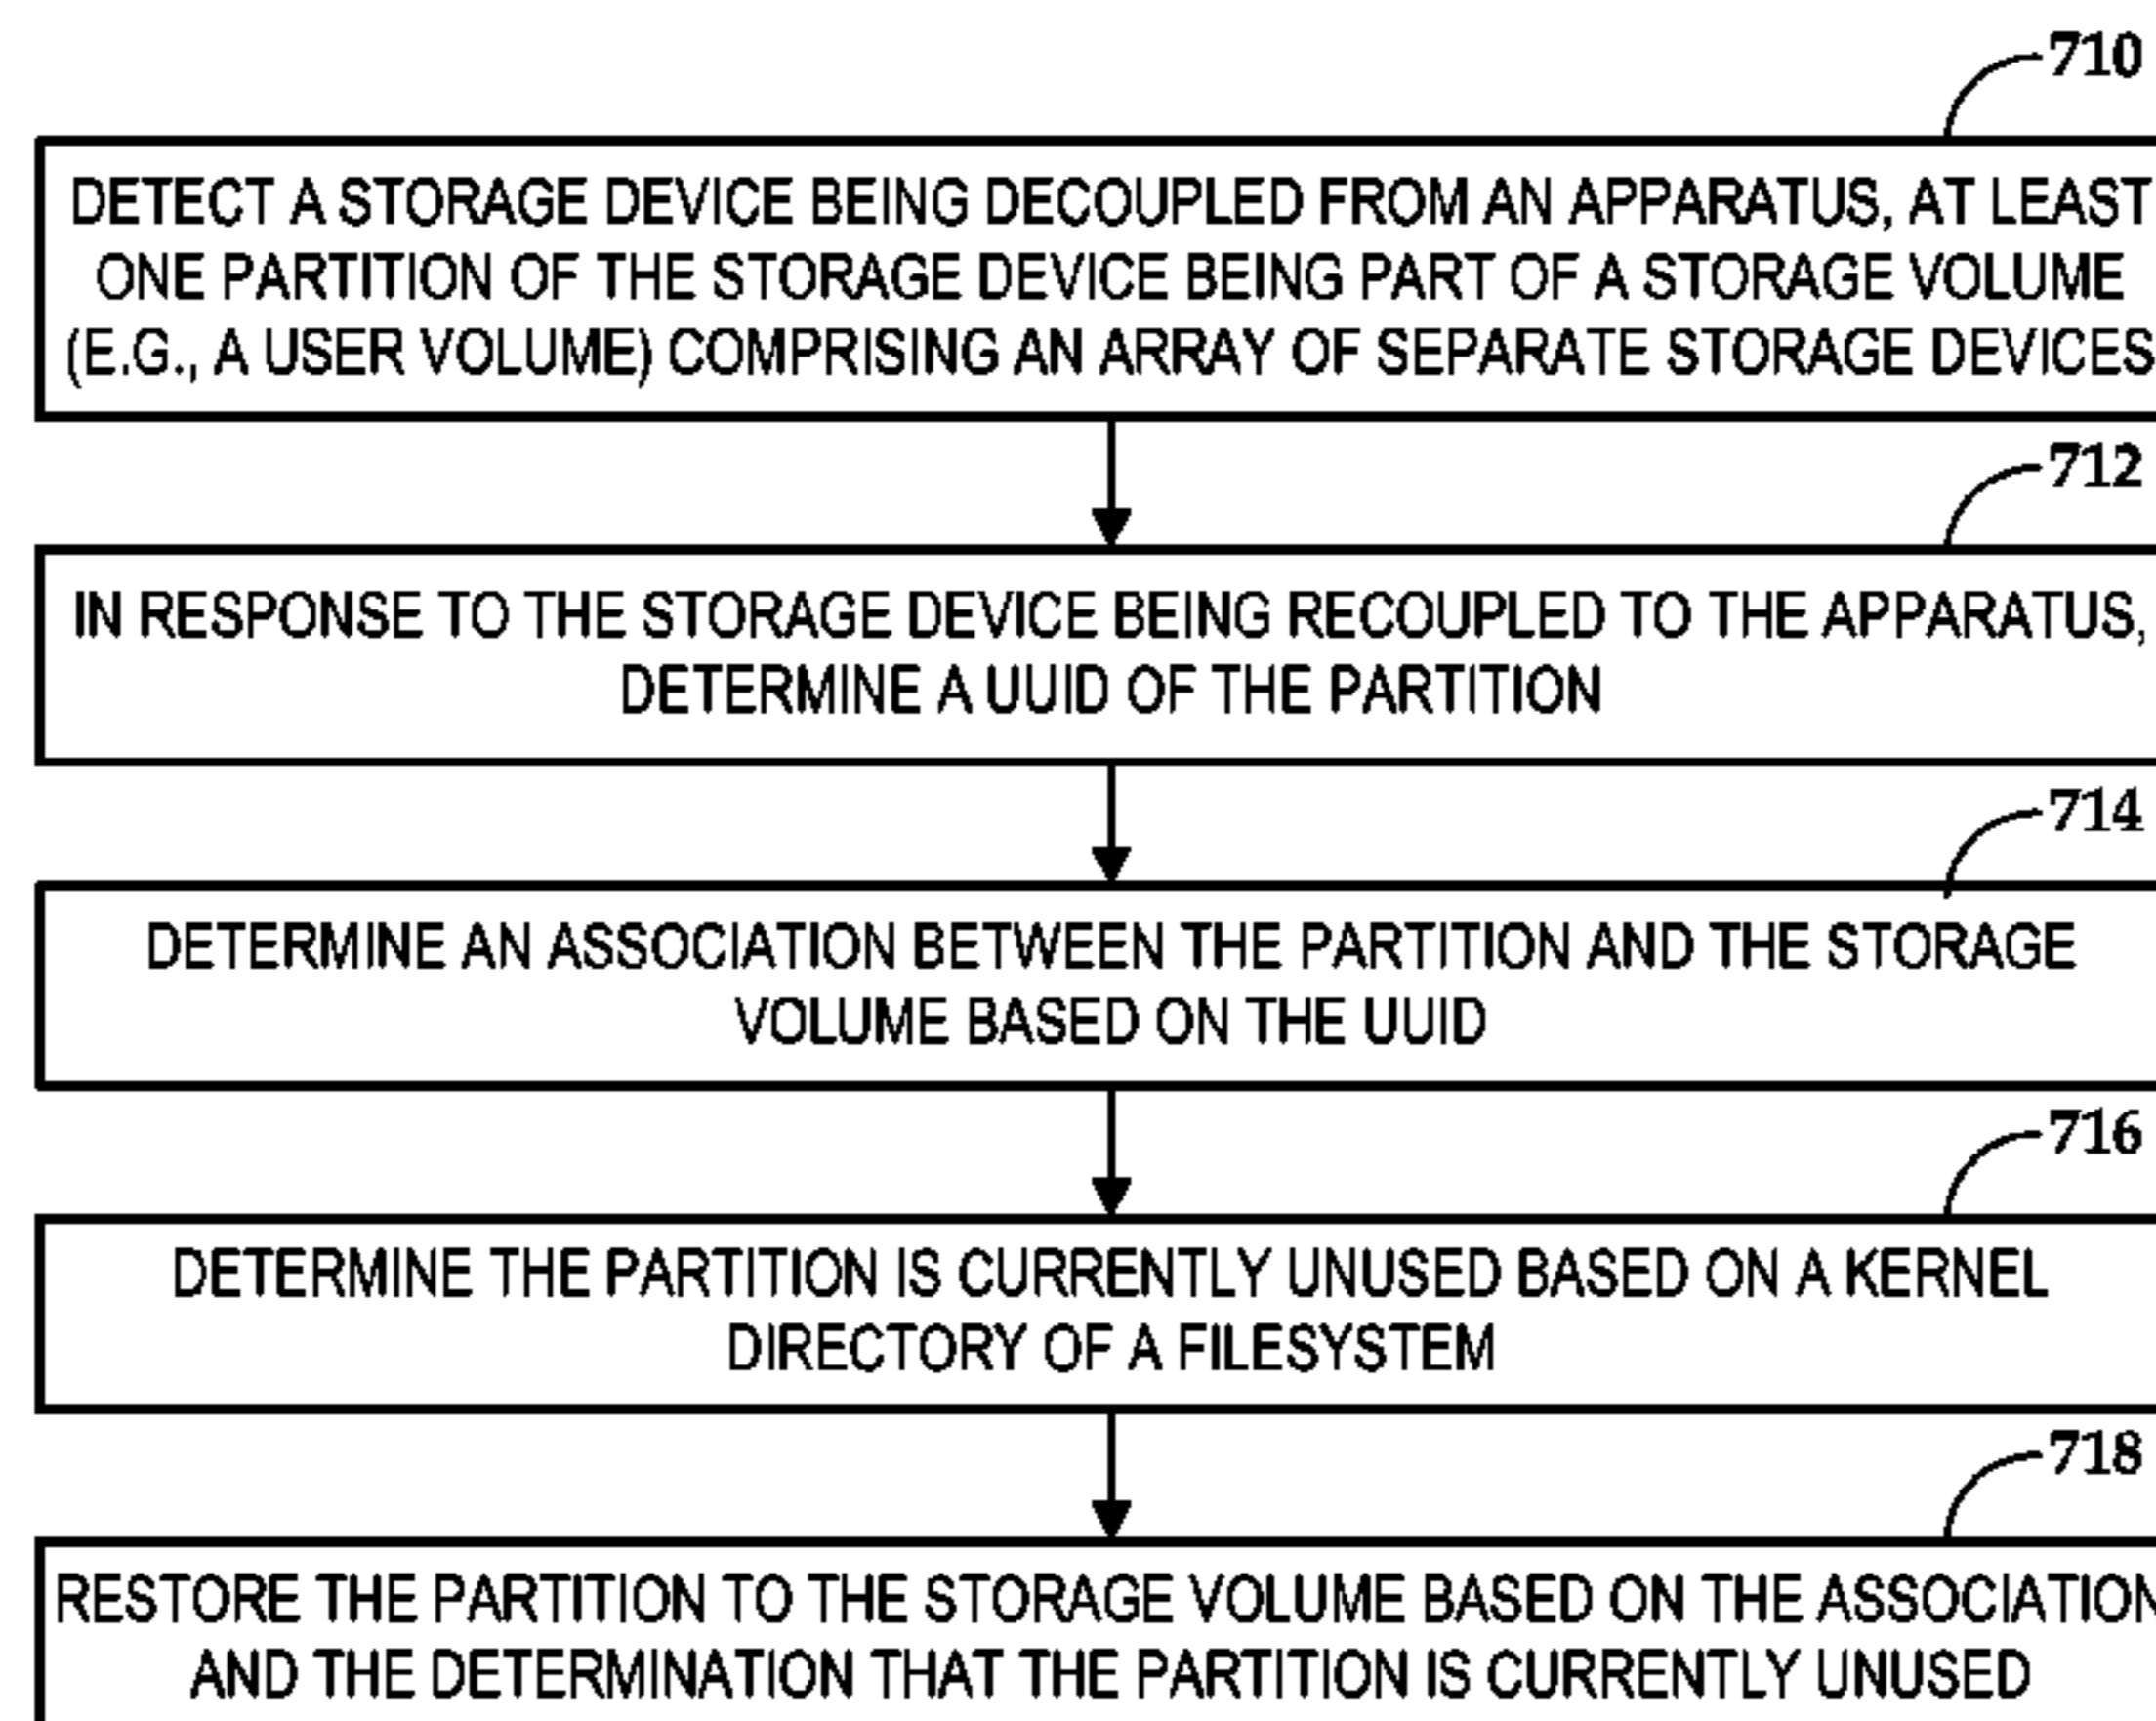 710
DETECT A STORAGE DEVICE BEING DECOUPLED FROM AN APPARATUS, AT LEAST
ONE PARTITION OF THE STORAGE DEVICE BEING PART OF A STORAGE VOLUME
(E.G., A USER VOLUME) COMPRISING AN ARRAY OF SEPARATE STORAGE DEVICES
712
IN RESPONSE TO THE STORAGE DEVICE BEING RECOUPLED TO THE APPARATUS,
DETERMINE A UUID OF THE PARTITION
714
DETERMINE AN ASSOCIATION BETWEEN THE PARTITION AND THE STORAGE
VOLUME BASED ON THE UUID
716
DETERMINE THE PARTITION IS CURRENTLY UNUSED BASED ON A KERNEL
DIRECTORY OF A FILESYSTEM
718
RESTORE THE PARTITION TO THE STORAGE VOLUME BASED ON THE ASSOCIATION
AND THE DETERMINATION THAT THE PARTITION IS CURRENTLY UNUSED